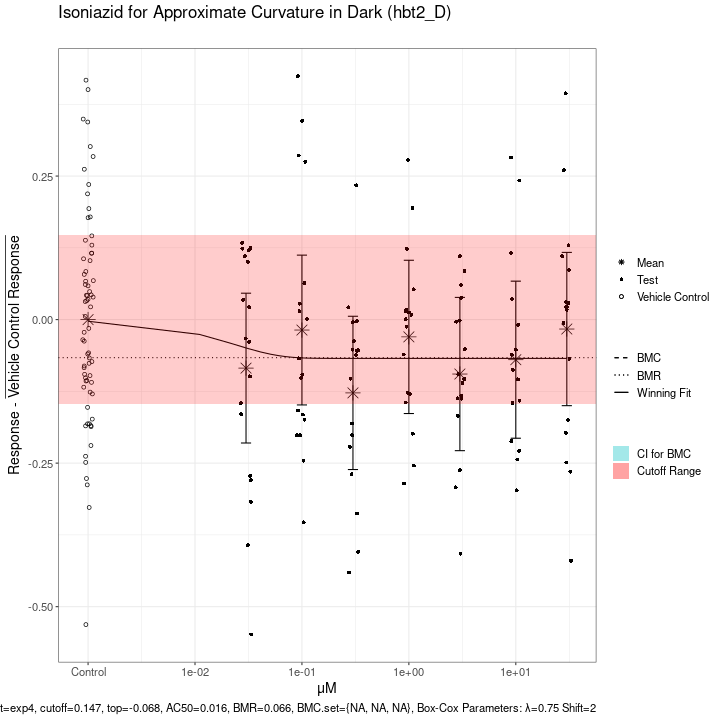 Isoniazid for Approximate Curvature in Dark (hbt2_D)
Response - Vehicle Control Response
0.25
0.00
-0.25
-0.50
Control
1e-02
1e-01
1e+00
1e+01
µM
Mean
Test
Vehicle Control
BMC
BMR
Winning Fit
CI for BMC
Cutoff Range
t=exp4, cutoff=0.147, top=-0.068, AC50=0.016, BMR=0.066, BMC.set={NA, NA, NA}, Box-Cox Parameters: λ=0.75 Shift=2